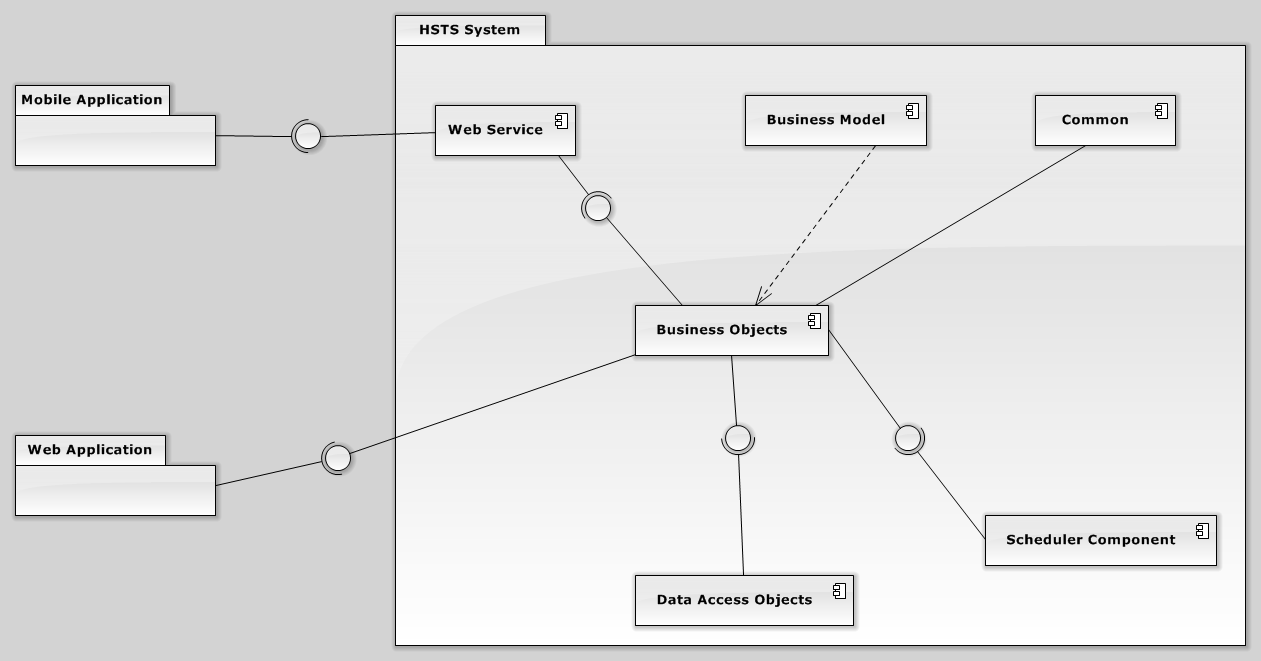 HSTS System
Mobile Application
Web Service
Business Model
Common
Business Objects
Web Application
Scheduler Component
Data Access Objects